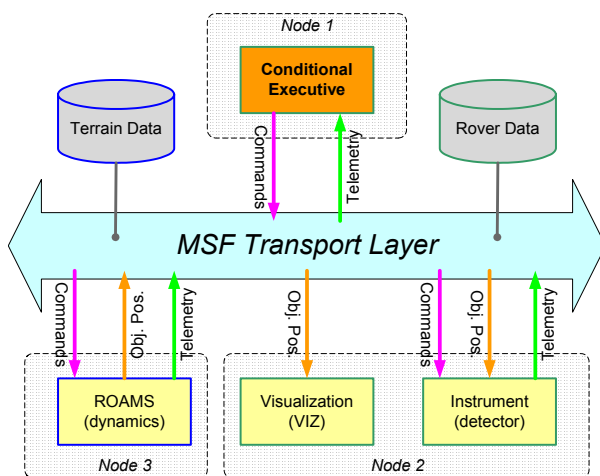 Node 1
Conditional
Executive
Terrain Data
Rover Data
Commands
Telemetry
MSF Transport Layer
Commands
Obj. Pos.
Telemetry
Obj. Pos.
Commands
Obj. Pos.
Telemetry
ROAMS
(dynamics)
Visualization
(VIZ)
Instrument
(detector)
Node 3
Node 2